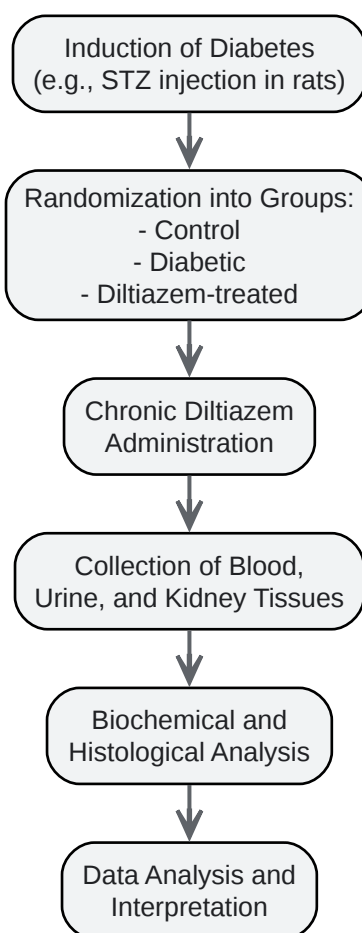 Induction of Diabetes
(e.g., STZ injection in rats)
Randomization into Groups:
- Control
- Diabetic
- Diltiazem-treated
Chronic Diltiazem
Administration
Collection of Blood,
Urine, and Kidney Tissues
Biochemical and
Histological Analysis
Data Analysis and
Interpretation